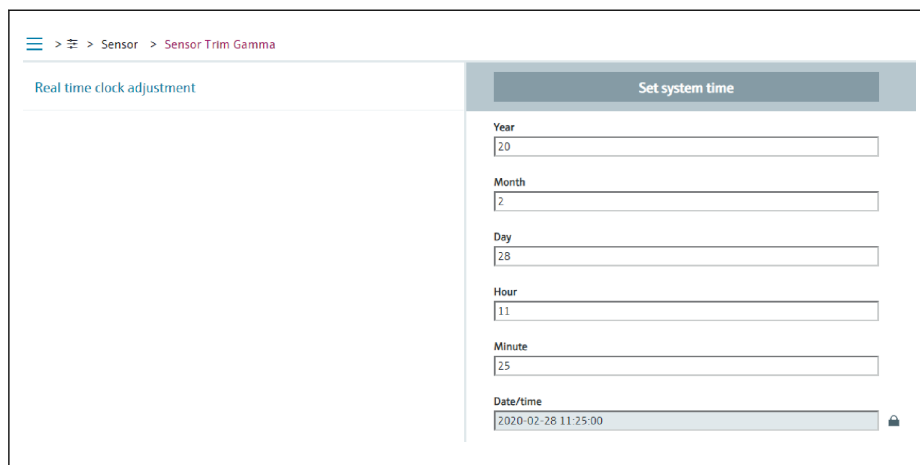 > > Sensor > Sensor Trim Gamma
Real time clock adjustment
Set system time
Year
20
Month
2
Day
28
Hour
11
Minute
25
Date/time
2020-02-28 11:25:00